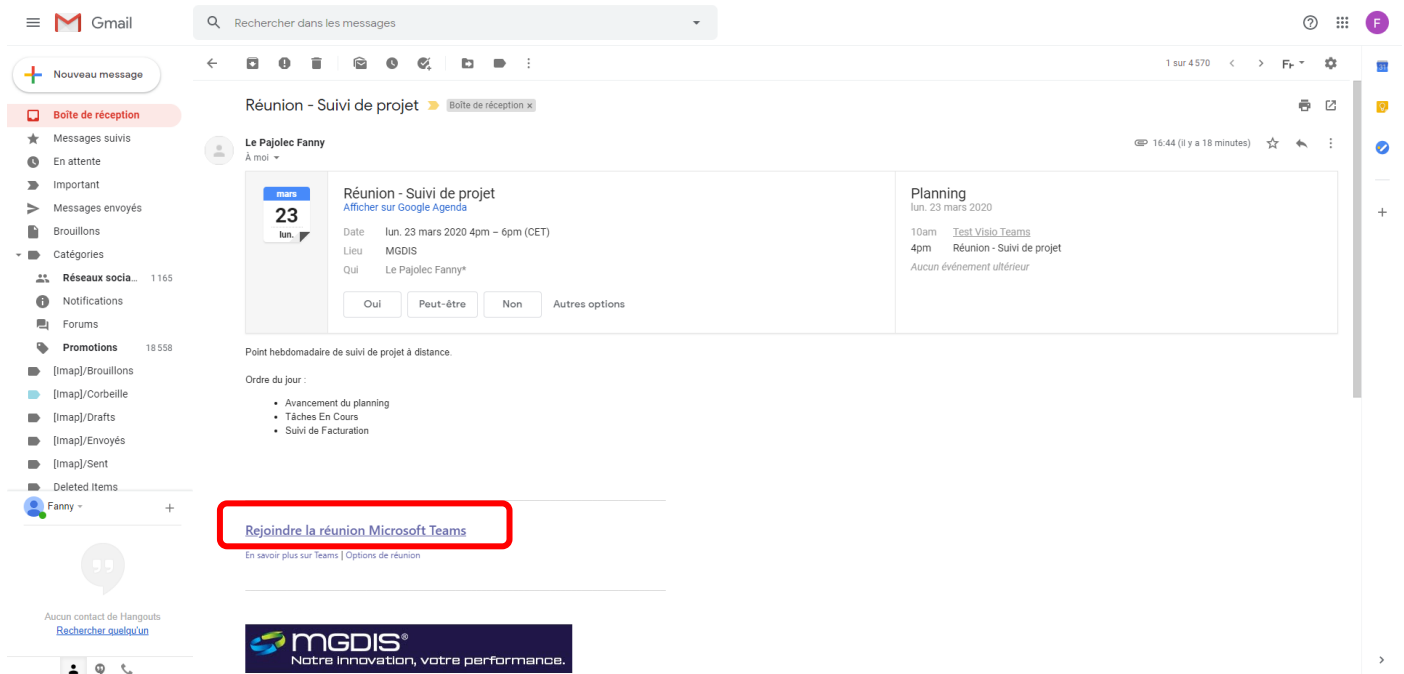 Gmail
Rechercher dans les messages
F
Nouveau message
1 sur 4 570
Boîte de réception
Messages suivis
En attente
Important
Messages envoyés
Brouillons
Catégories
Réseaux socia... 1 165
Notifications
Forums
Promotions 18 558
[Imap]/Brouillons
[Imap]/Corbeille
[Imap]/Drafts
[Imap]/Envoyés
[Imap]/Sent
Deleted Items
Fanny
Aucun contact de Hangouts
Rechercher quelqu'un
Réunion - Suivi de projet Boîte de réception ×
Le Pajolec Fanny
À moi
16:44 (il y a 18 minutes)
mars
23
lun.
Réunion - Suivi de projet
Afficher sur Google Agenda
Date lun. 23 mars 2020 4pm – 6pm (CET)
Lieu MGDIS
Qui Le Pajolec Fanny*
Oui Peut-être Non Autres options
Planning
lun. 23 mars 2020
10am Test Visio Teams
4pm Réunion - Suivi de projet
Aucun événement ultérieur
Point hebdomadaire de suivi de projet à distance.
Ordre du jour :
• Avancement du planning
• Tâches En Cours
• Suivi de Facturation
Rejoindre la réunion Microsoft Teams
En savoir plus sur Teams | Options de réunion
MGDIS®
Notre innovation, votre performance.